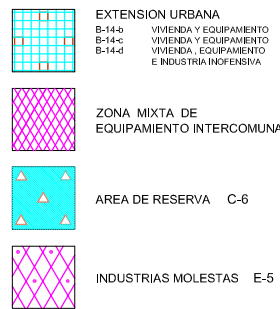 EXTENSION URBANA
B-14-b VIVIENDA Y EQUIPAMIENTO
B-14-c VIVIENDA Y EQUIPAMIENTO
B-14-d VIVIENDA , EQUIPAMIENTO
E INDUSTRIA INOFENSIVA
ZONA MIXTA DE
EQUIPAMIENTO INTERCOMUNA
AREA DE RESERVA C-6
INDUSTRIAS MOLESTAS E-5